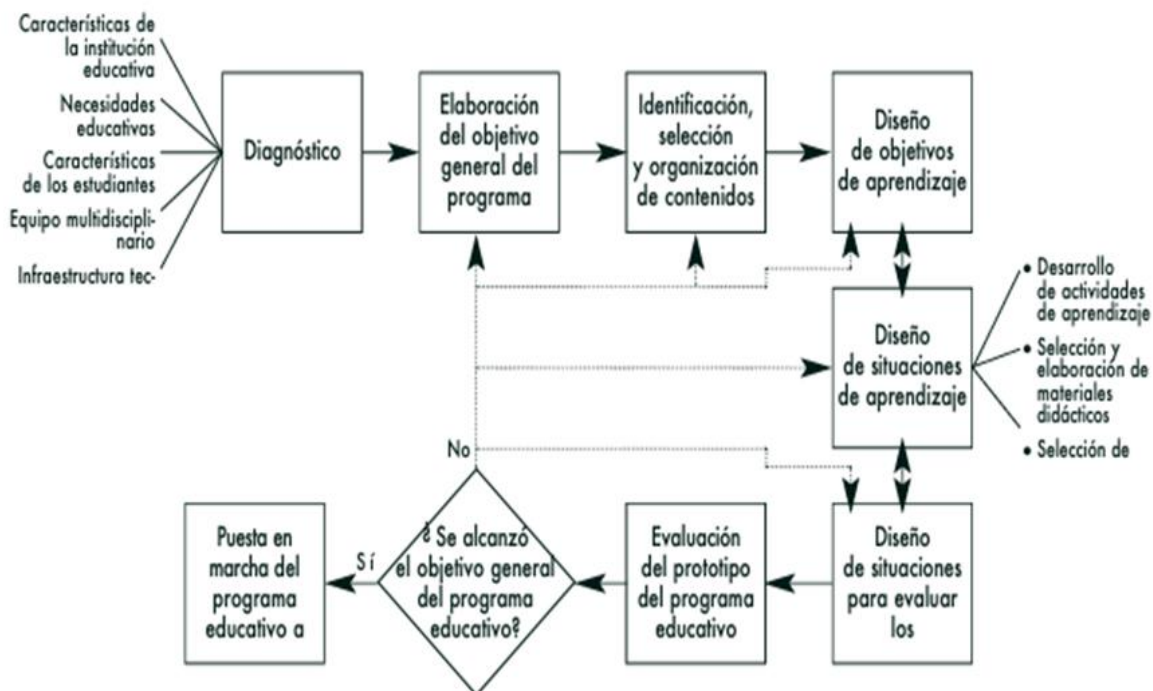 Características de
la institución
educativa
Necesidades
educativas
Características
de los estudiantes
Equipo multidiscipli-
nario
Infraestructura tec-
Diagnóstico
Elaboración
del objetivo
general del
programa
Identificación,
selección
y organización
de contenidos
Diseño
de objetivos
de aprendizaje
Diseño
de situaciones
de aprendizaje
• Desarrollo
de actividades
de aprendizaje
• Selección y
elaboración de
materiales
didácticos
• Selección de
No
Puesta en
marcha del
programa
educativo a
Sí
¿Se alcanzó
el objetivo general
del programa
educativo?
Evaluación
del prototipo
del programa
educativo
Diseño
de situaciones
para evaluar
los